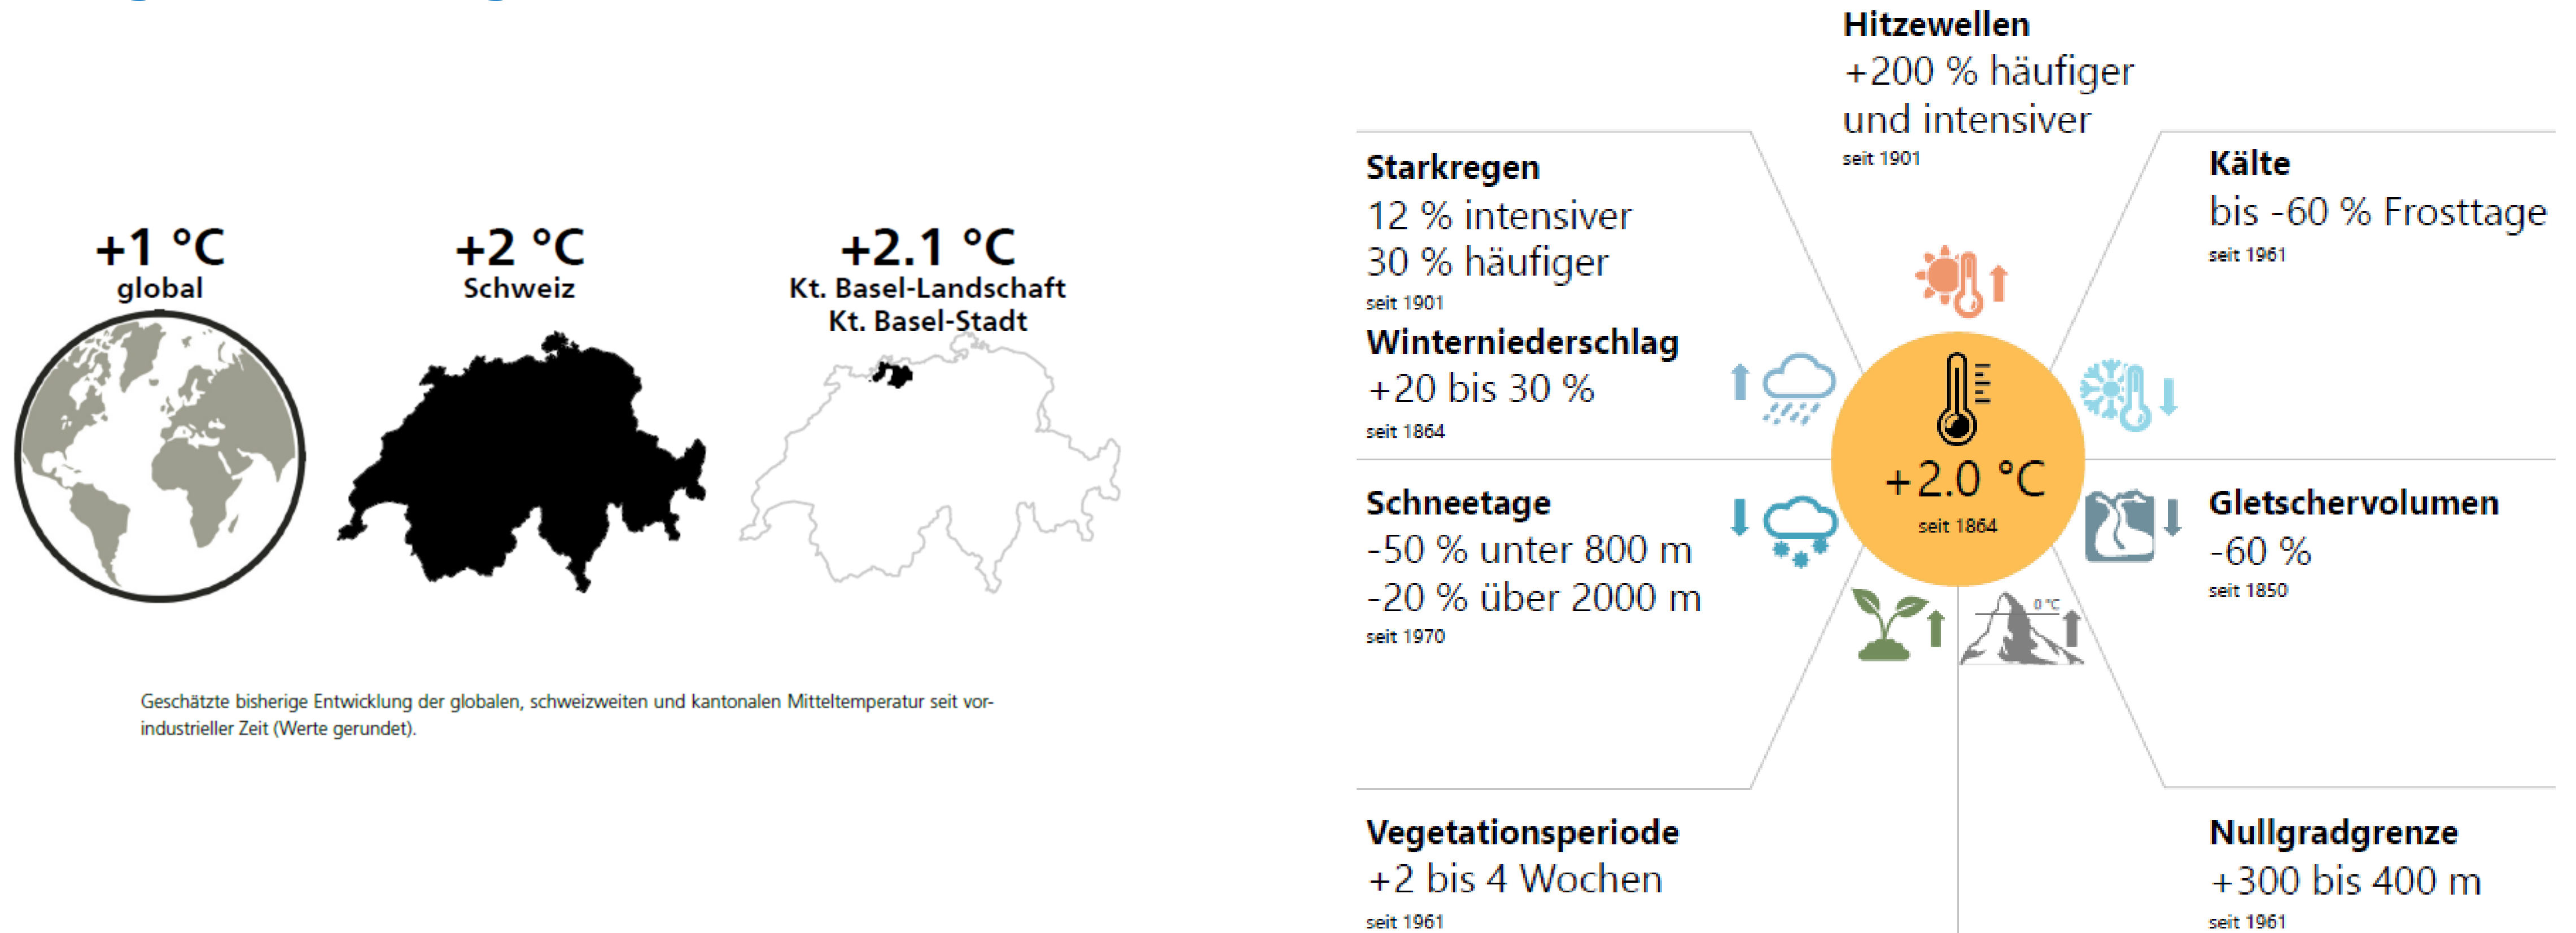 +1 °C
global
+2 °C
Schweiz
+2.1 °C
Kt. Basel-Landschaft
Kt. Basel-Stadt
Geschätzte bisherige Entwicklung der globalen, schweizweiten und kantonalen Mitteltemperatur seit vor-
industrieller Zeit (Werte gerundet).
Hitzewellen
+200 % häufiger
und intensiver
seit 1901
Starkregen
12 % intensiver
30 % häufiger
seit 1901
Winterniederschlag
+20 bis 30 %
seit 1864
Kälte
bis -60 % Frosttage
seit 1961
+2.0 °C
seit 1864
Schneetage
-50 % unter 800 m
-20 % über 2000 m
seit 1970
Gletschervolumen
-60 %
seit 1850
0 °C
Vegetationsperiode
+2 bis 4 Wochen
seit 1961
Nullgradgrenze
+300 bis 400 m
seit 1961